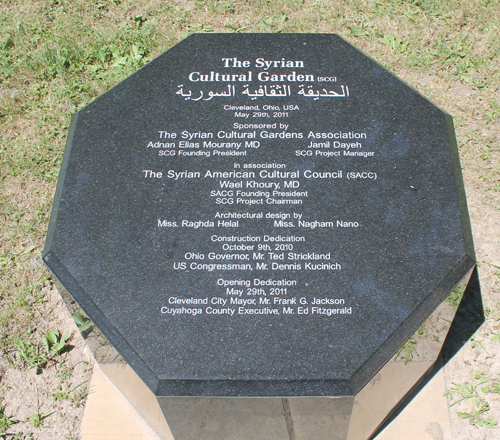 The Syrian
Cultural Garden (SCG)
الحديقة الثقافية السورية
Cleveland, Ohio, USA
May 29th, 2011
Sponsored by
The Syrian Cultural Gardens Association
Adnan Elias Mourany MD Jamil Dayeh
SCG Founding President SCG Project Manager
In association
The Syrian American Cultural Council (SACC)
Wael Khoury, MD
SACG Founding President
SCG Project Chairman
Architectural design by
Miss. Raghda Helal Miss. Nagham Nano
Construction Dedication
October 9th, 2010
Ohio Governor, Mr. Ted Strickland
US Congressman, Mr. Dennis Kucinich
Opening Dedication
May 29th, 2011
Cleveland City Mayor, Mr. Frank G. Jackson
Cuyahoga County Executive, Mr. Ed Fitzgerald